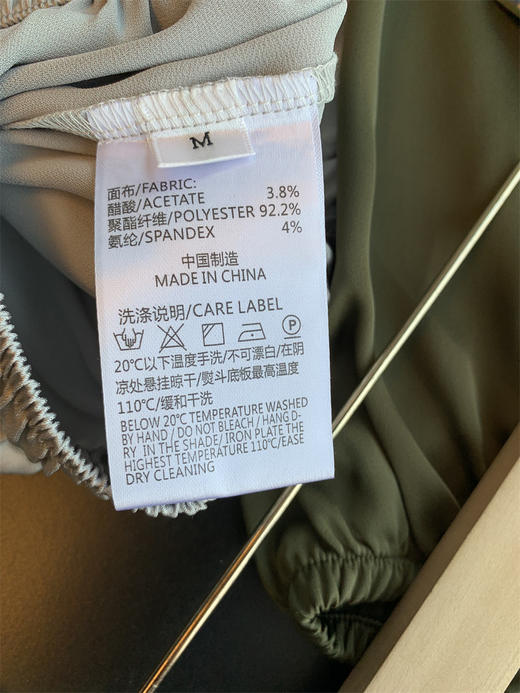 M
面布/FABRIC:
醋酸/ACETATE 3.8%
聚酯纤维/POLYESTER 92.2%
氨纶/SPANDEX 4%
中国制造
MADE IN CHINA
洗涤说明/CARE LABEL
P
20℃以下温度手洗/不可漂白/在阴
凉处悬挂晾干/熨斗底板最高温度
110℃/缓和干洗
BELOW 20℃ TEMPERATURE WASHED
BY HAND / DO NOT BLEACH / HANG D-
RY IN THE SHADE/ IRON PLATE THE
HIGHEST TEMPERATURE 110℃/EASE
DRY CLEANING